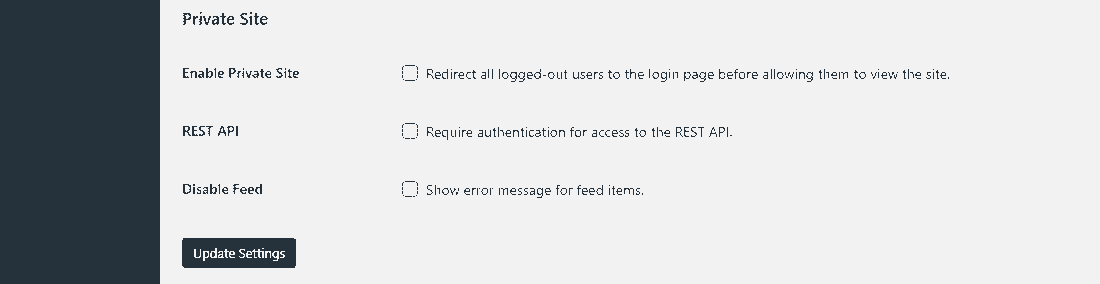 Private Site
Enable Private Site Redirect all logged-out users to the login page before allowing them to view the site.
REST API Require authentication for access to the REST API.
Disable Feed Show error message for feed items.
Update Settings